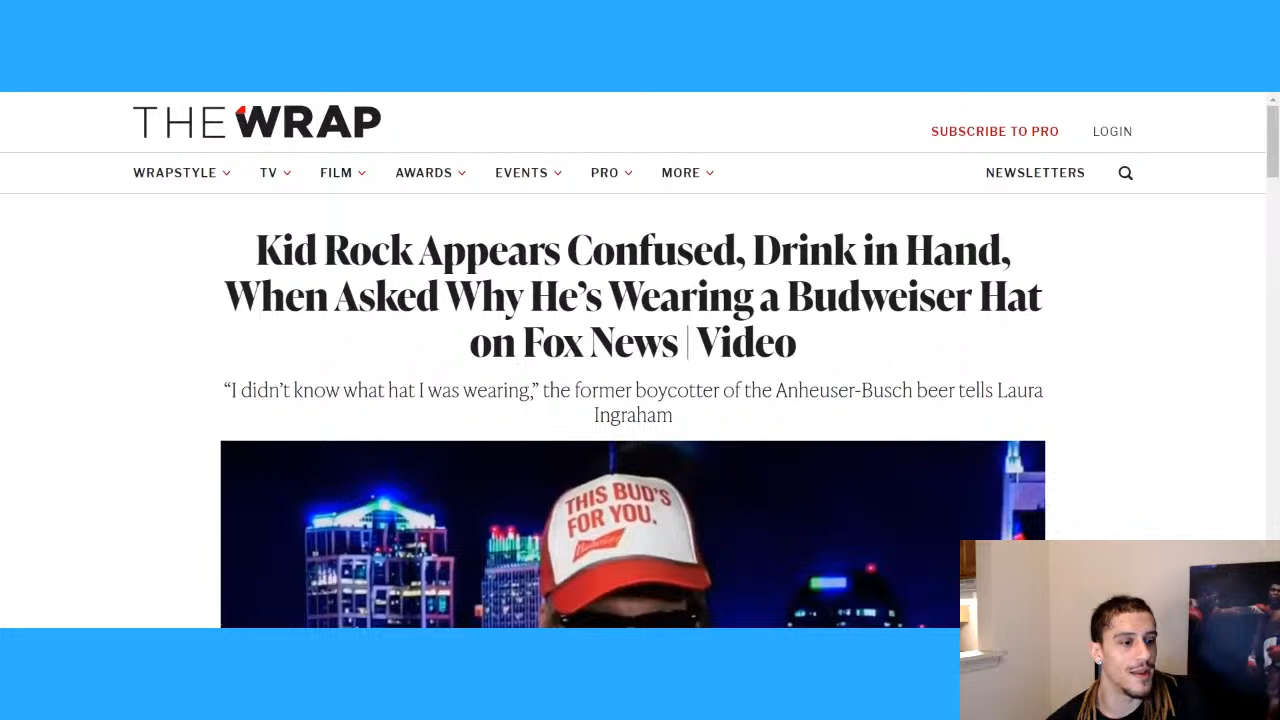 THE WRAP
SUBSCRIBE TO PRO LOGIN
WRAPSTYLE TV FILM AWARDS EVENTS PRO MORE NEWSLETTERS
Kid Rock Appears Confused, Drink in Hand,
When Asked Why He’s Wearing a Budweiser Hat
on Fox News | Video
“I didn’t know what hat I was wearing,” the former boycotter of the Anheuser-Busch beer tells Laura
Ingraham
THIS BUD'S
FOR YOU.
Budweiser